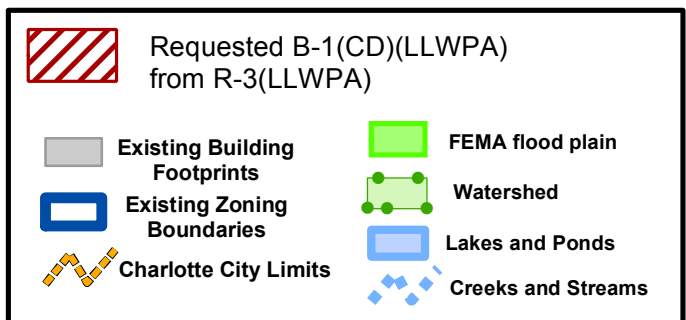 Requested B-1(CD)(LLWPA)
from R-3(LLWPA)
Existing Building
Footprints
Existing Zoning
Boundaries
Charlotte City Limits
FEMA flood plain
Watershed
Lakes and Ponds
Creeks and Streams